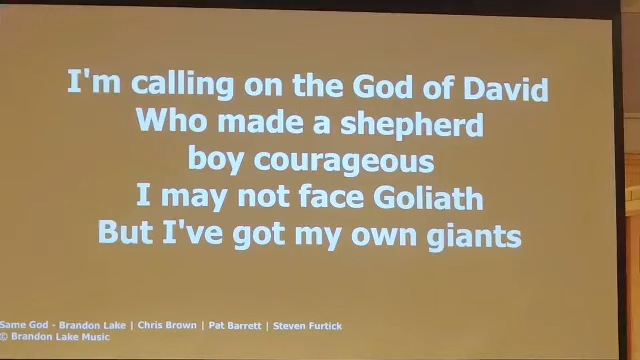 I'm calling on the God of David
Who made a shepherd
boy courageous
I may not face Goliath
But I've got my own giants
Same God - Brandon Lake | Chris Brown | Pat Barrett | Steven Furtick
© Brandon Lake Music